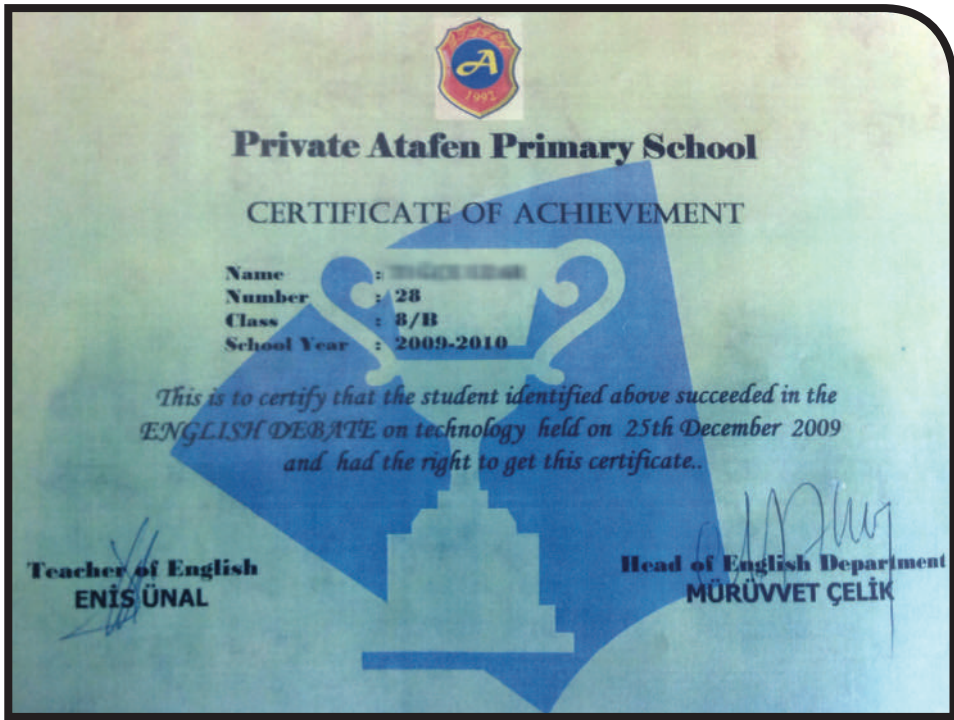 ATAFEN
A
1992
Private Atafen Primary School
CERTIFICATE OF ACHIEVEMENT
Name :
Number : 28
Class : 8/B
School Year : 2009-2010
This is to certify that the student identified above succeeded in the
ENGLISH DEBATE on technology held on 25th December 2009
and had the right to get this certificate..
Teacher of English
ENİS ÜNAL
Head of English Department
MÜRÜVVET ÇELİK